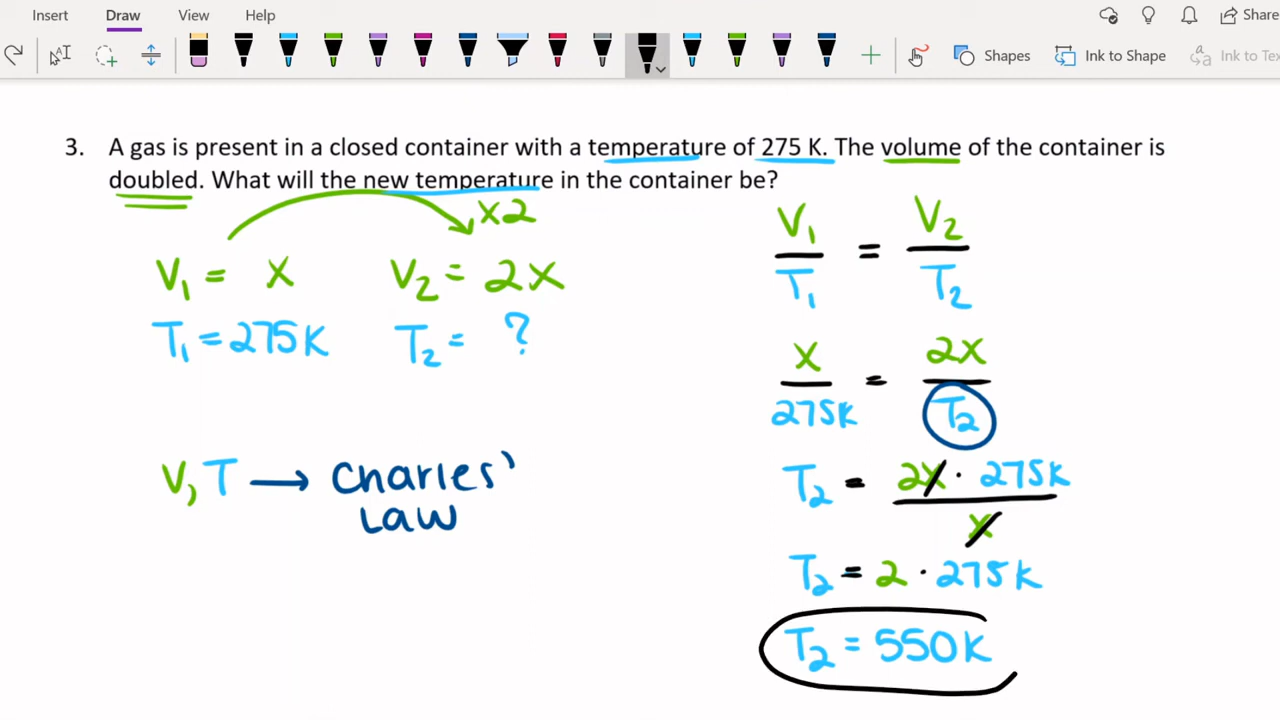 Insert Draw View Help Share
Shapes Ink to Shape Ink to Tex
3. A gas is present in a closed container with a temperature of 275 K. The volume of the container is
doubled. What will the new temperature in the container be?
x2
V₁ = x V₂ = 2x
T₁ = 275K T₂ = ?
V, T → Charles'
Law
V₁/T₁ = V₂/T₂
x/275K = 2x/T₂
T₂ = 2x · 275K/x
T₂ = 2 · 275K
T₂ = 550K